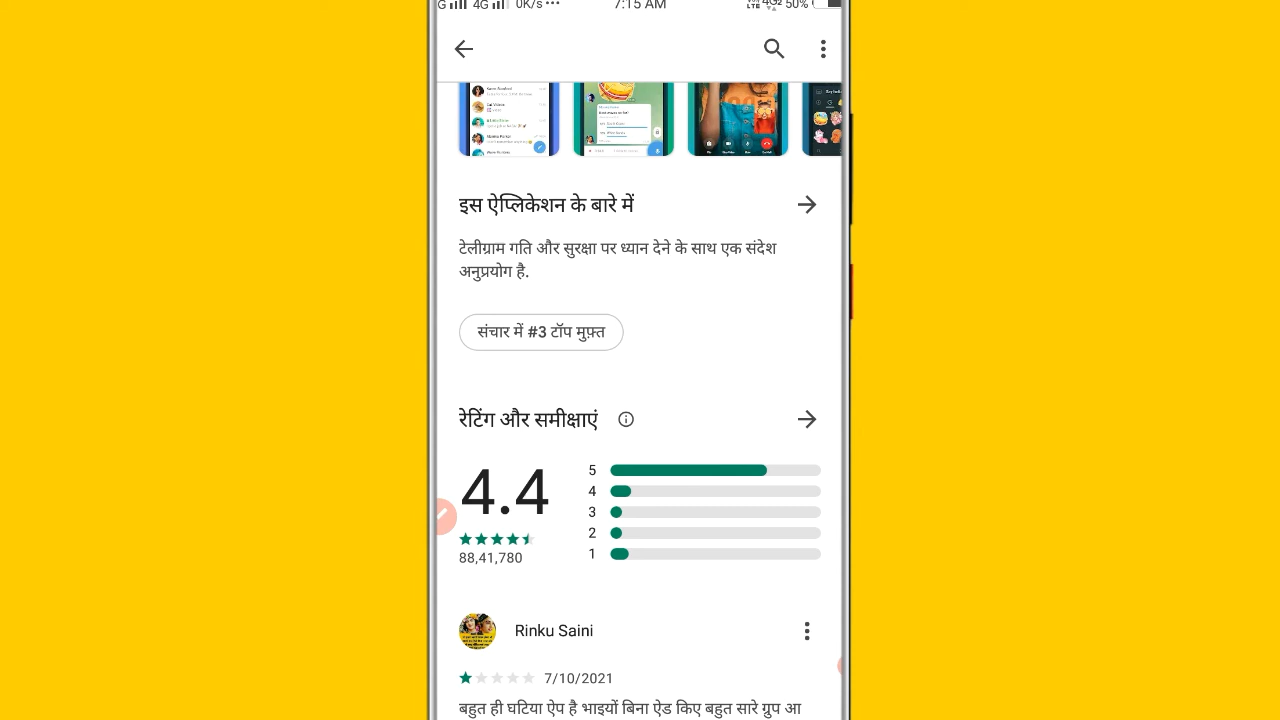 G 4G 0K/s ••• 7:15 AM 50%
इस ऐप्लिकेशन के बारे में
टेलीग्राम गति और सुरक्षा पर ध्यान देने के साथ एक संदेश
अनुप्रयोग है.
संचार में #3 टॉप मुफ़्त
रेटिंग और समीक्षाएं
4.4
5
4
3
2
1
88,41,780
Rinku Saini
7/10/2021
बहुत ही घटिया ऐप है भाइयों बिना ऐड किए बहुत सारे ग्रुप आ